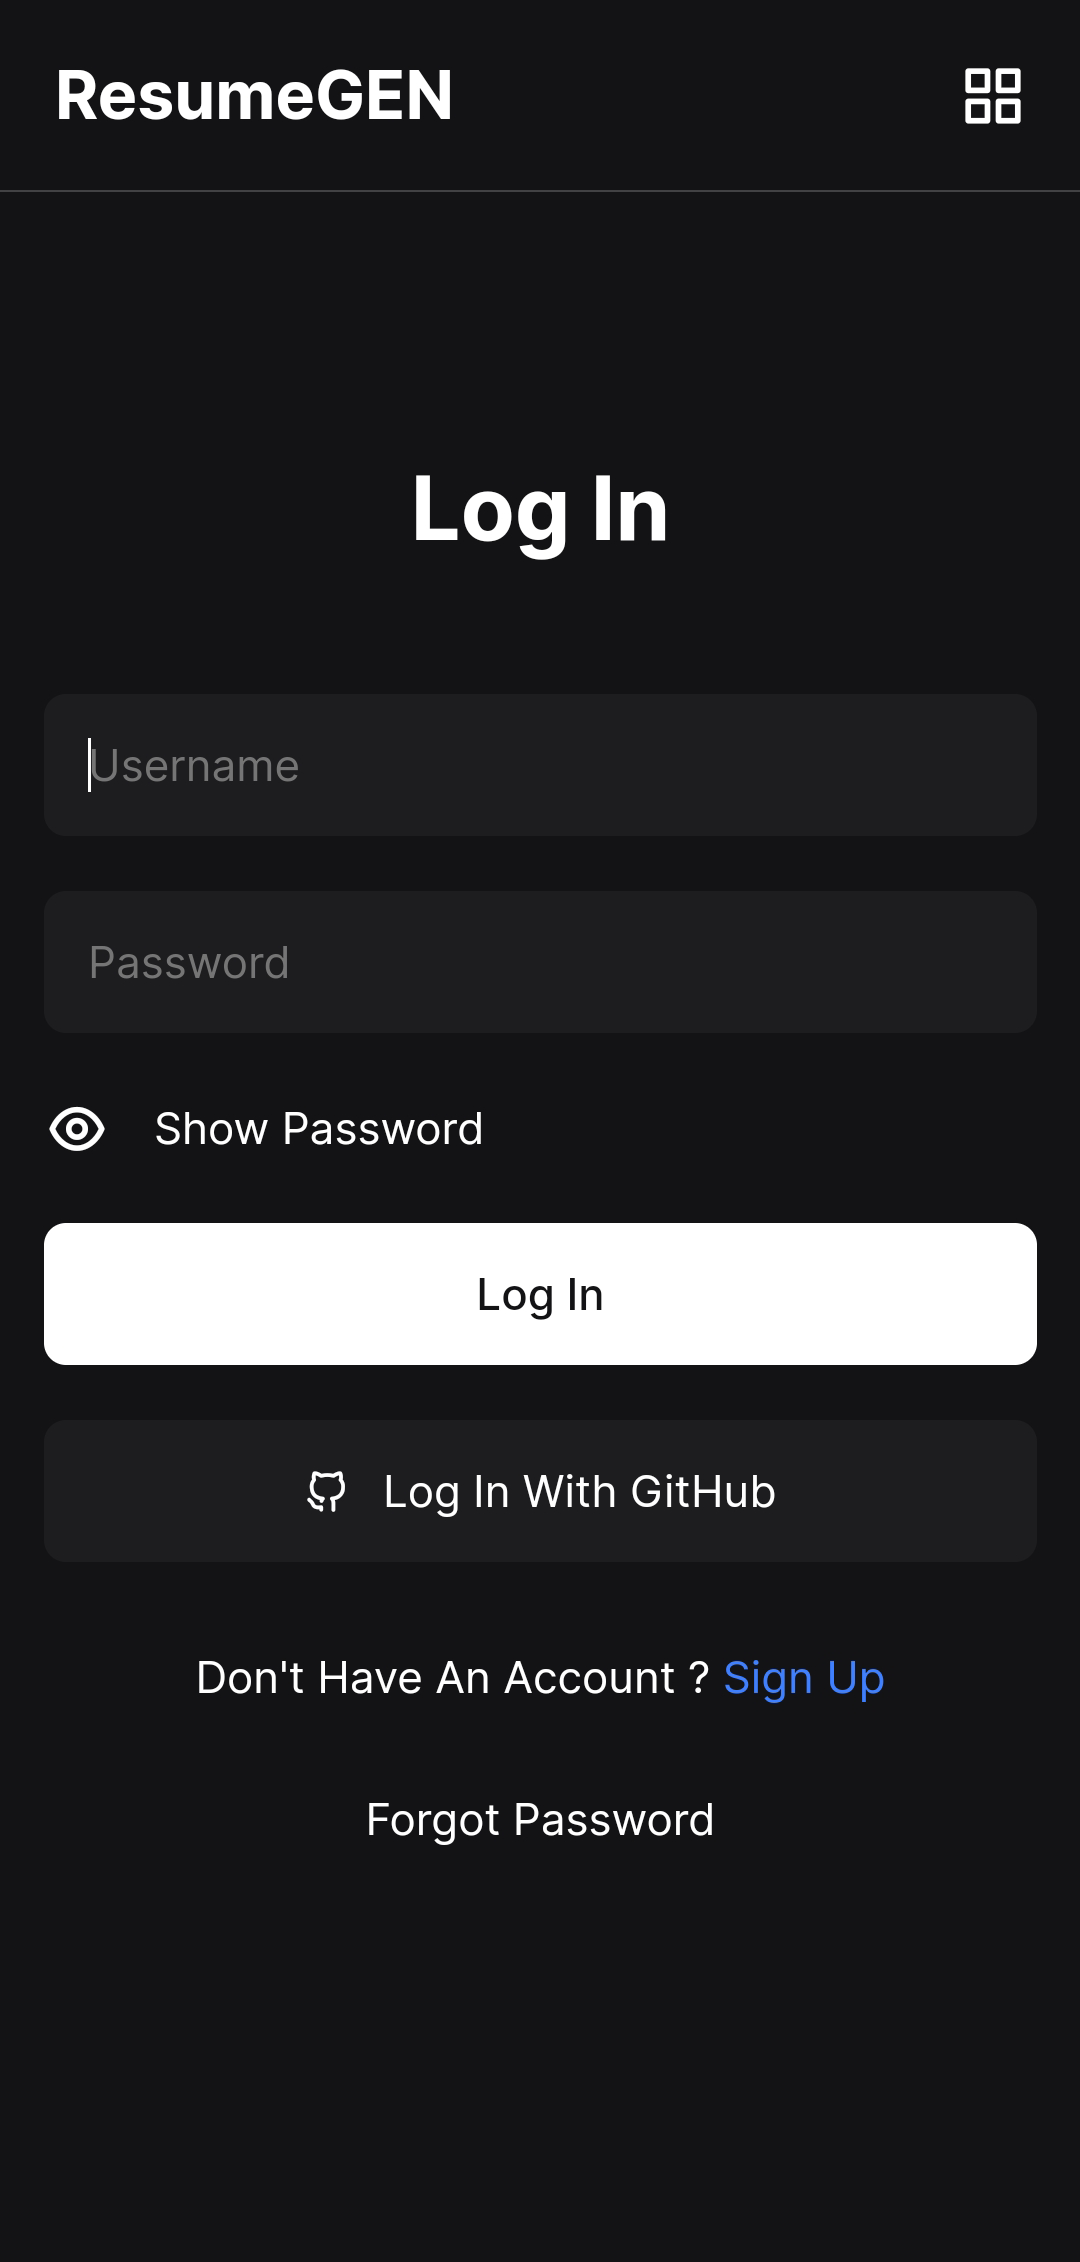 ResumeGEN
Log In
Username
Password
Show Password
Log In
Log In With GitHub
Don't Have An Account ? Sign Up
Forgot Password